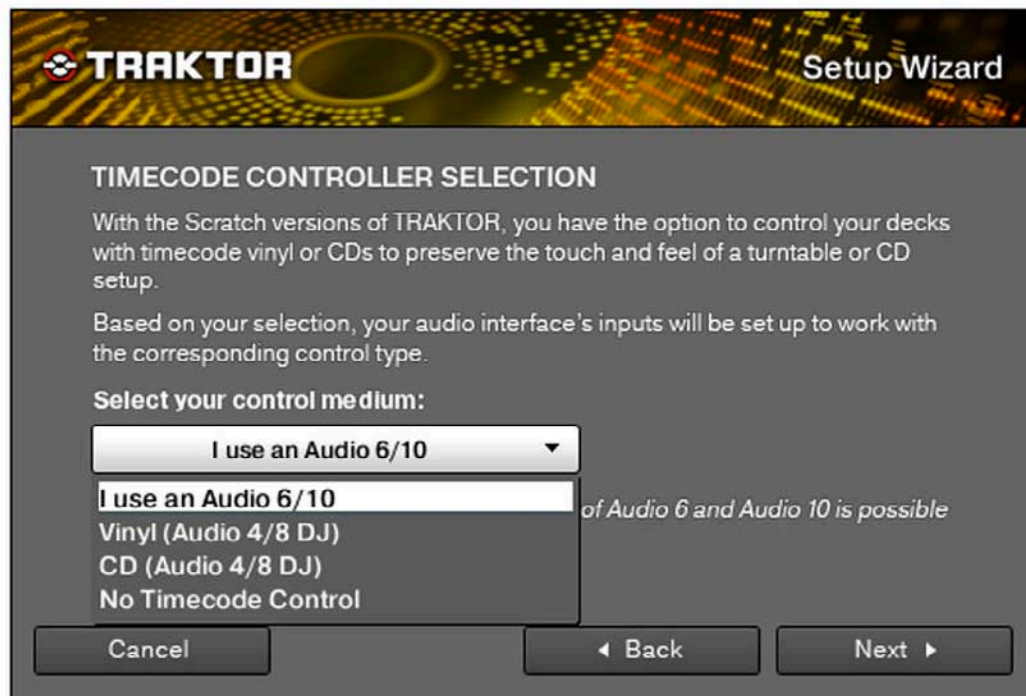 TRAKTOR
Setup Wizard
TIMECODE CONTROLLER SELECTION
With the Scratch versions of TRAKTOR, you have the option to control your decks
with timecode vinyl or CDs to preserve the touch and feel of a turntable or CD
setup.
Based on your selection, your audio interface's inputs will be set up to work with
the corresponding control type.
Select your control medium:
I use an Audio 6/10
I use an Audio 6/10
of Audio 6 and Audio 10 is possible
Vinyl (Audio 4/8 DJ)
CD (Audio 4/8 DJ)
No Timecode Control
Cancel
Back
Next